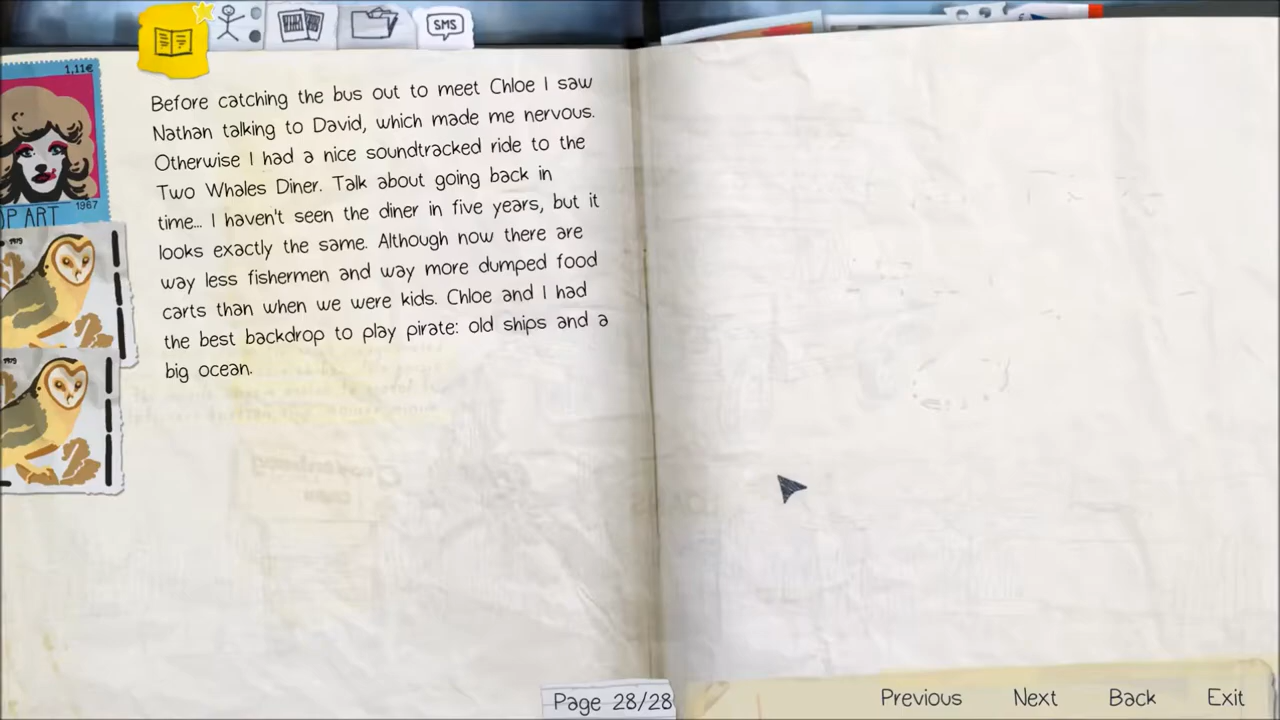 SMS
1,11€
1967
OP ART
1979
1979
Before catching the bus out to meet Chloe I saw
Nathan talking to David, which made me nervous.
Otherwise I had a nice soundtracked ride to the
Two Whales Diner. Talk about going back in
time... I haven't seen the diner in five years, but it
looks exactly the same. Although now there are
way less fishermen and way more dumped food
carts than when we were kids. Chloe and I had
the best backdrop to play pirate: old ships and a
big ocean.
Page 28/28
Previous Next Back Exit